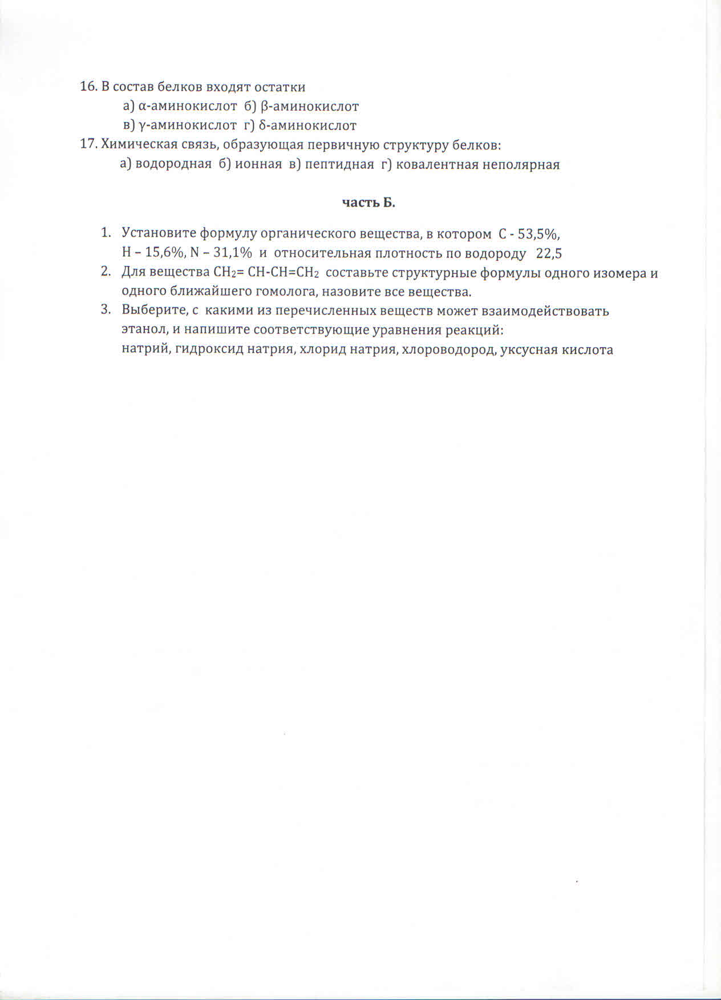 16. В состав белков входят остатки
а) α-аминокислот б) β-аминокислот
в) γ-аминокислот г) δ-аминокислот
17. Химическая связь, образующая первичную структуру белков:
а) водородная б) ионная в) пептидная г) ковалентная неполярная
часть Б.
1. Установите формулу органического вещества, в котором С - 53,5%,
Н – 15,6%, N – 31,1% и относительная плотность по водороду 22,5
2. Для вещества CH2= CH-CH=CH2 составьте структурные формулы одного изомера и
одного ближайшего гомолога, назовите все вещества.
3. Выберите, с какими из перечисленных веществ может взаимодействовать
этанол, и напишите соответствующие уравнения реакций:
натрий, гидроксид натрия, хлорид натрия, хлороводород, уксусная кислота